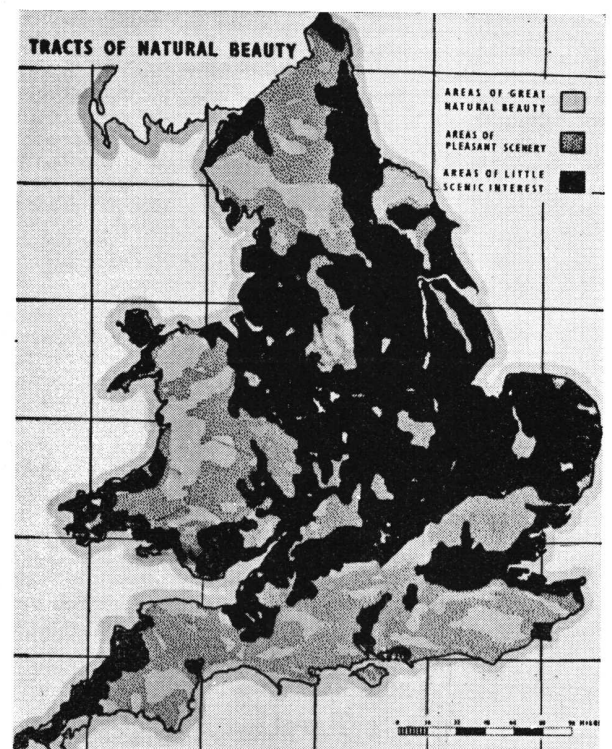 TRACTS OF NATURAL BEAUTY
AREAS OF GREAT
NATURAL BEAUTY
AREAS OF
PLEASANT SCENERY
AREAS OF LITTLE
SCENIC INTEREST